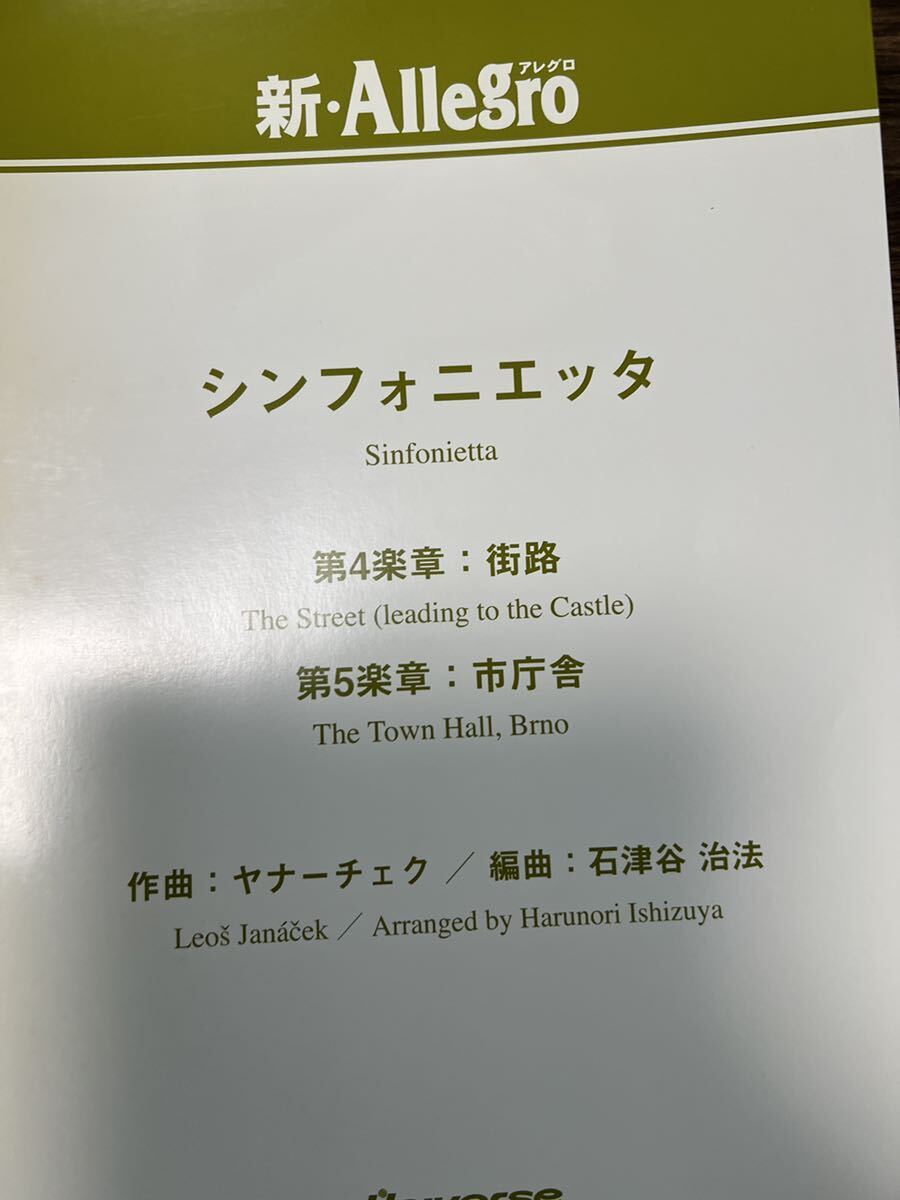 アレグロ
新・Allegro
シンフォニエッタ
Sinfonietta
第4楽章：街路
The Street (leading to the Castle)
第5楽章：市庁舎
The Town Hall, Brno
作曲：ヤナーチェク ／ 編曲：石津谷 治法
Leoš Janáček ／ Arranged by Harunori Ishizuya